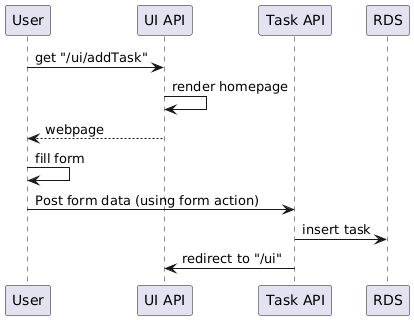 User UI API Task API RDS
get "/ui/addTask"
render homepage
webpage
fill form
Post form data (using form action)
insert task
redirect to "/ui"
User UI API Task API RDS